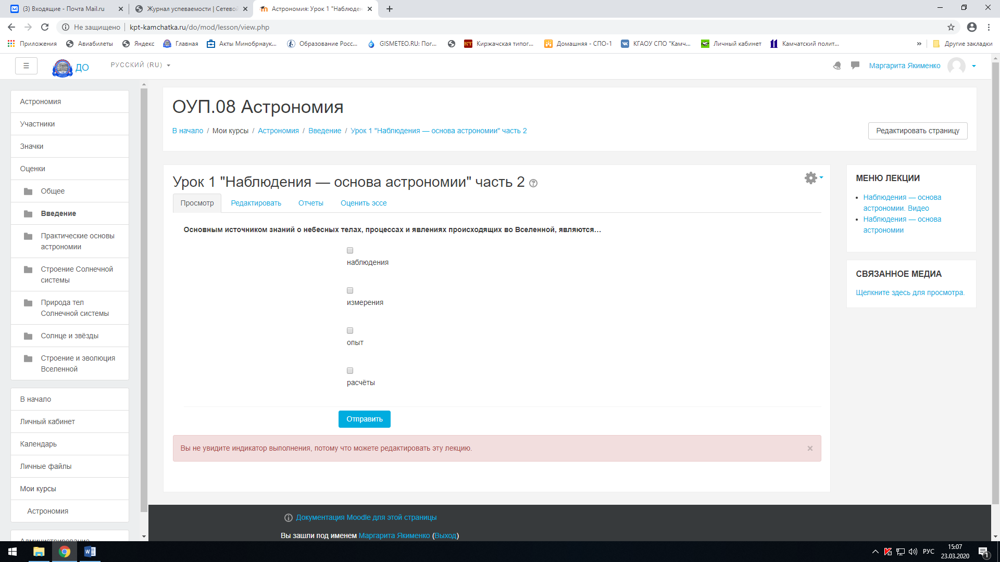 (3) Входящие - Почта Mail.ru
Журнал успеваемости | Сетевой
Астрономия: Урок 1 "Наблюден
Не защищено
kpt-kamchatka.ru/do/mod/lesson/view.php
Приложения
Авиабилеты
Яндекс
Главная
Акты Минобрнаук...
Образование Росс...
GISMETEO.RU: Пог...
Киржачская типог...
Домашняя - СПО-1
КГАОУ СПО "Камч...
Личный кабинет
Камчатский полит...
»
Другие закладки
ДО
РУССКИЙ (RU)
Маргарита Якименко
Астрономия
Участники
Значки
Оценки
Общее
Введение
Практические основы
астрономии
Строение Солнечной
системы
Природа тел
Солнечной системы
Солнце и звёзды
Строение и эволюция
Вселенной
В начало
Личный кабинет
Календарь
Личные файлы
Мои курсы
Астрономия
Администрирование
ОУП.08 Астрономия
В начало / Мои курсы / Астрономия / Введение / Урок 1 "Наблюдения — основа астрономии" часть 2
Редактировать страницу
Урок 1 "Наблюдения — основа астрономии" часть 2
Просмотр
Редактировать
Отчеты
Оценить эссе
Основным источником знаний о небесных телах, процессах и явлениях происходящих во Вселенной, являются…
наблюдения
измерения
опыт
расчёты
Отправить
Вы не увидите индикатор выполнения, потому что можете редактировать эту лекцию.
×
МЕНЮ ЛЕКЦИИ
Наблюдения — основа
астрономии. Видео
Наблюдения — основа
астрономии
СВЯЗАННОЕ МЕДИА
Щелкните здесь для просмотра.
Документация Moodle для этой страницы
Вы зашли под именем Маргарита Якименко (Выход)
РУС
15:07
23.03.2020
1